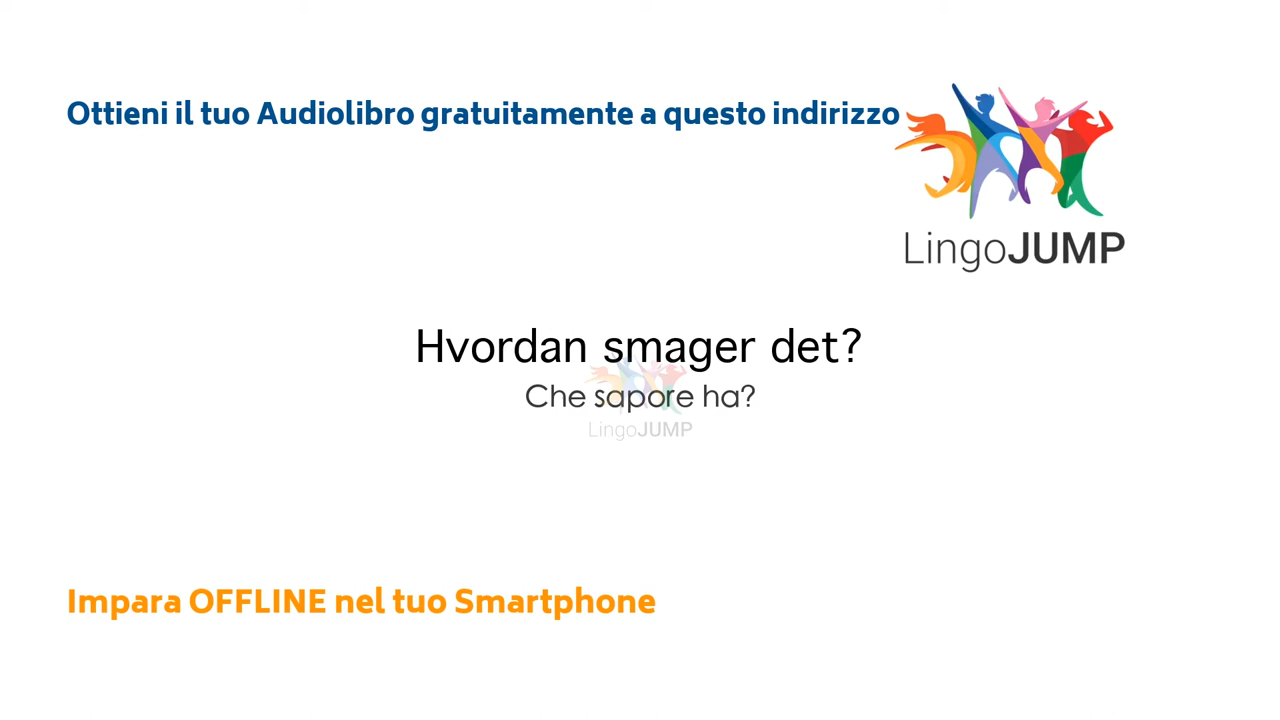 Ottieni il tuo Audiolibro gratuitamente a questo indirizzo
LingoJUMP
Hvordan smager det?
Che sapore ha?
LingoJUMP
Impara OFFLINE nel tuo Smartphone